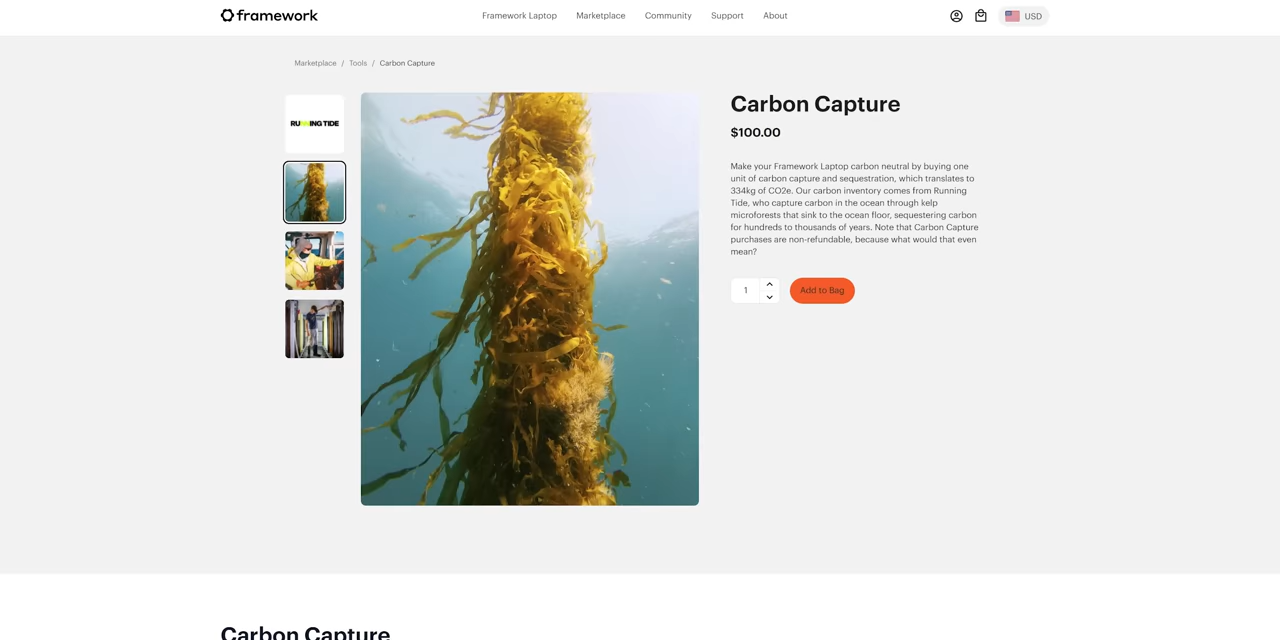 framework
Framework Laptop Marketplace Community Support About
USD
Marketplace / Tools / Carbon Capture
RUNNING TIDE
Carbon Capture
$100.00
Make your Framework Laptop carbon neutral by buying one
unit of carbon capture and sequestration, which translates to
334kg of CO2e. Our carbon inventory comes from Running
Tide, who capture carbon in the ocean through kelp
microforests that sink to the ocean floor, sequestering carbon
for hundreds to thousands of years. Note that Carbon Capture
purchases are non-refundable, because what would that even
mean?
1
Add to Bag
Carbon Capture